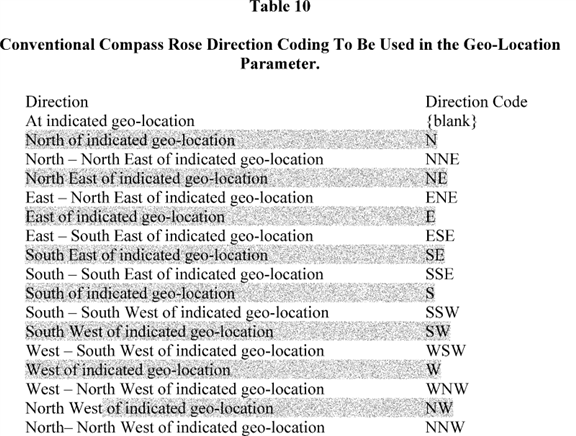 Table 10
Conventional Compass Rose Direction Coding To Be Used in the Geo-Location
Parameter.
Direction Direction Code
At indicated geo-location {blank}
North of indicated geo-location N
North – North East of indicated geo-location NNE
North East of indicated geo-location NE
East – North East of indicated geo-location ENE
East of indicated geo-location E
East – South East of indicated geo-location ESE
South East of indicated geo-location SE
South – South East of indicated geo-location SSE
South of indicated geo-location S
South – South West of indicated geo-location SSW
South West of indicated geo-location SW
West – South West of indicated geo-location WSW
West of indicated geo-location W
West – North West of indicated geo-location WNW
North West of indicated geo-location NW
North– North West of indicated geo-location NNW